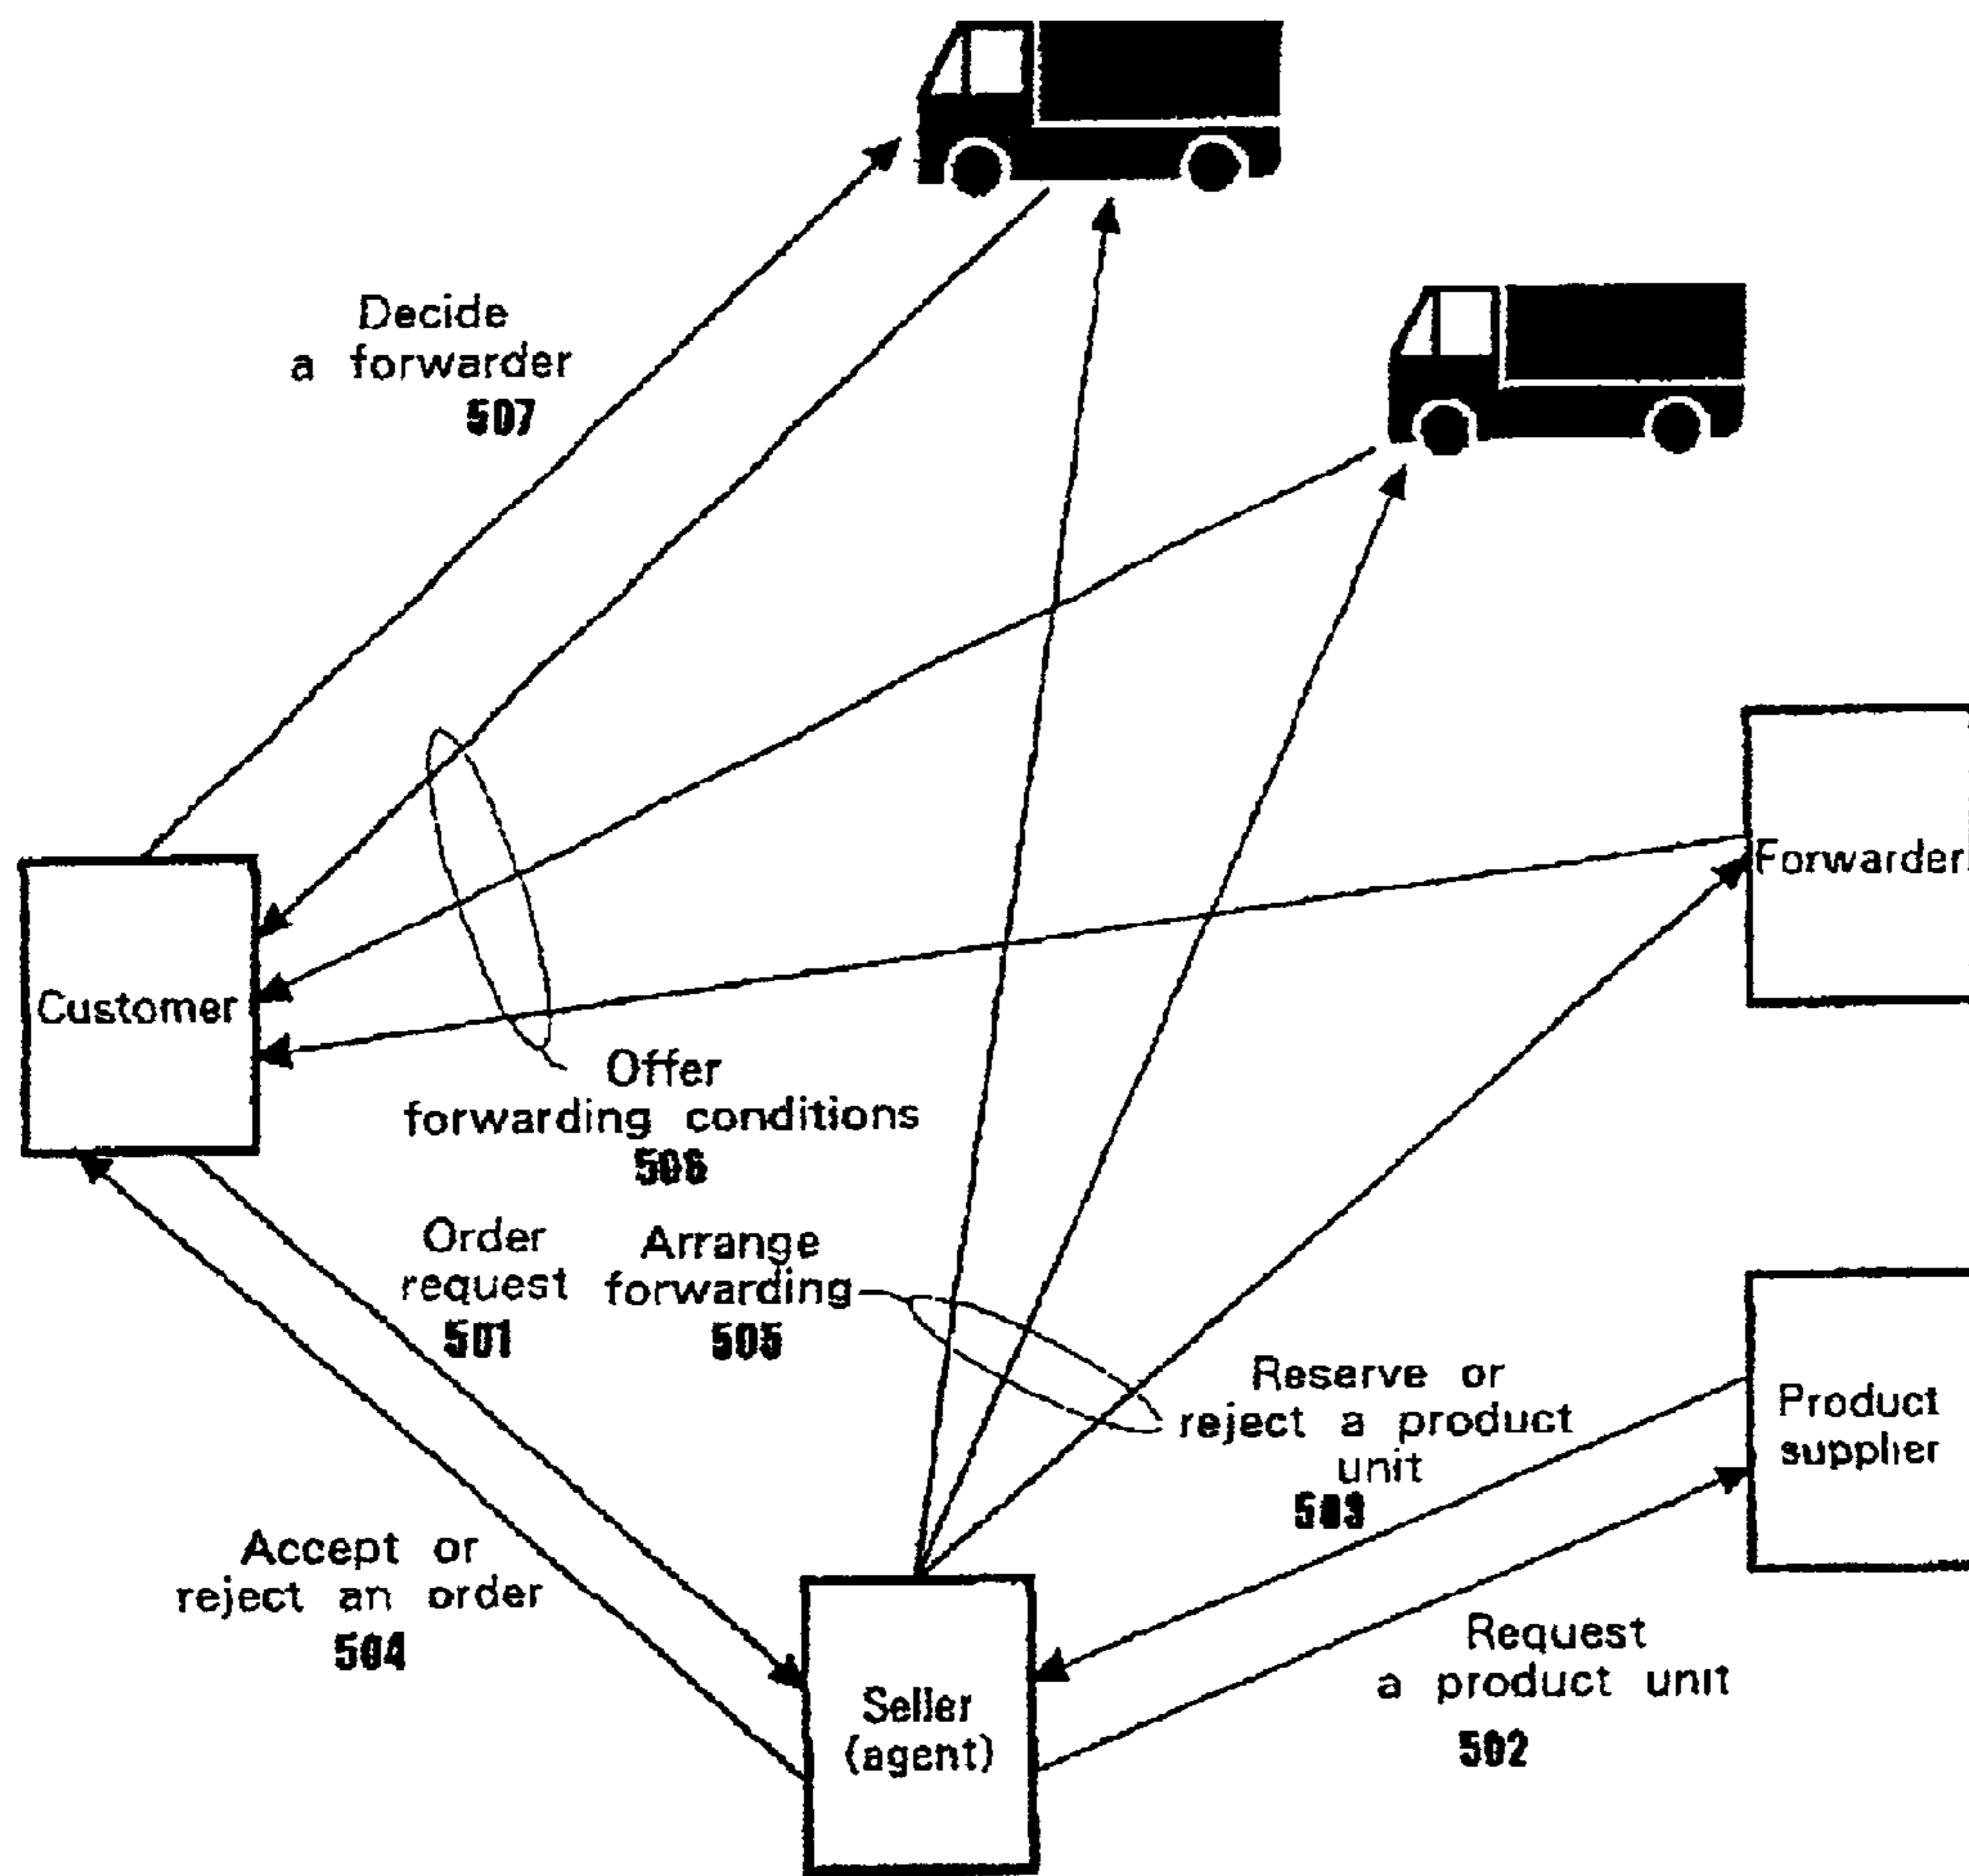 Decide
a forwarder
507
Forwarder
Customer
Offer
forwarding conditions
506
Order
request
501
Arrange
forwarding
505
Reserve or
reject a product
unit
503
Product
supplier
Accept or
reject an order
504
Request
a product unit
502
Seller
(agent)